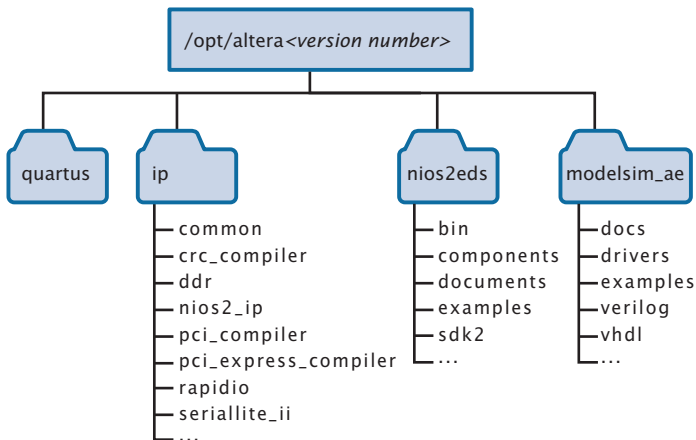 /opt/altera<version number>
quartus
ip
nios2eds
modelsim_ae
common
crc_compiler
ddr
nios2_ip
pci_compiler
pci_express_compiler
rapidio
seriallite_ii
...
bin
components
documents
examples
sdk2
...
docs
drivers
examples
verilog
vhdl
...